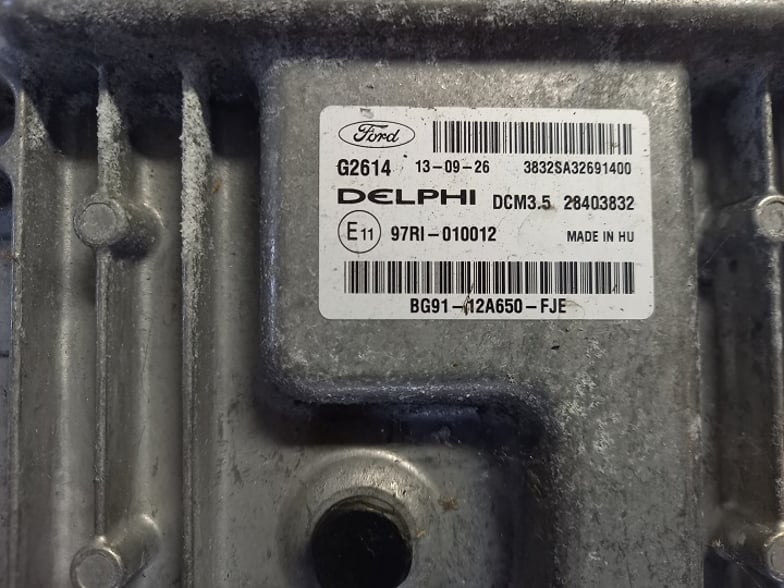 Ford
G2614 13-09-26 3832SA32691400
DELPHI DCM3.5 28403832
E11 97RI-010012 MADE IN HU
BG91-12A650-FJE